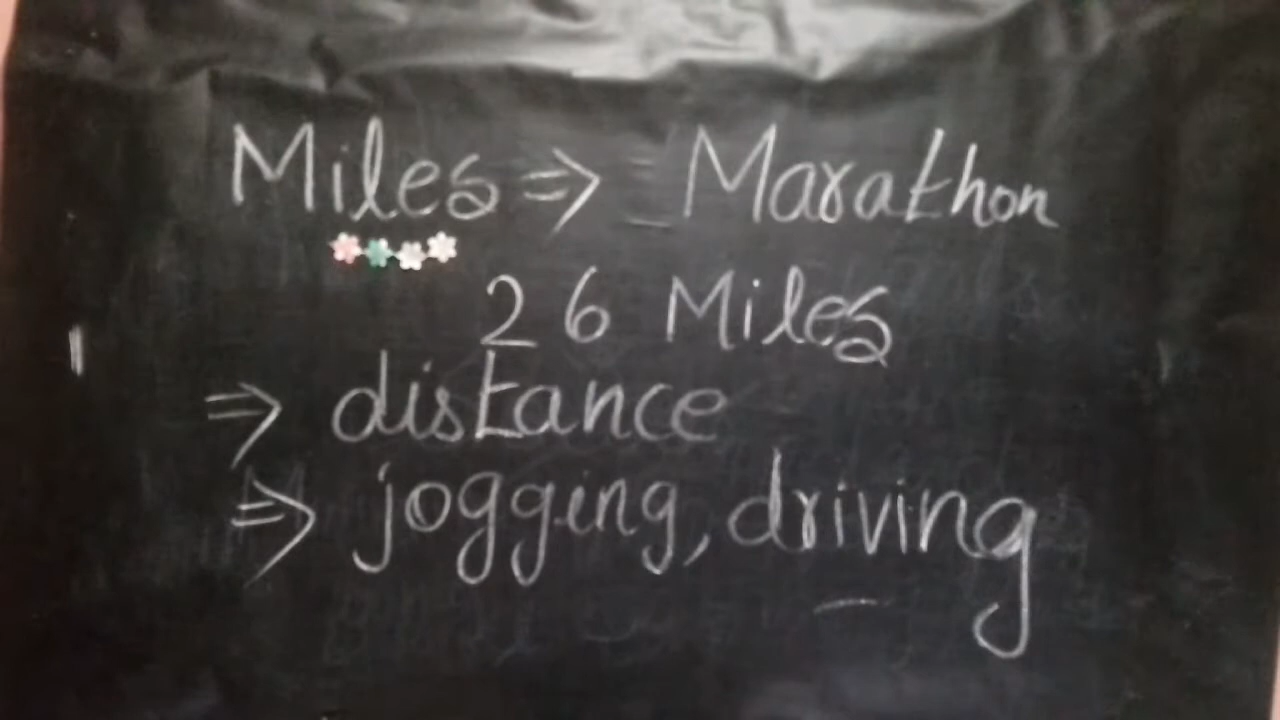 Miles ⇒ Marathon
26 Miles
⇒ distance
⇒ jogging, driving